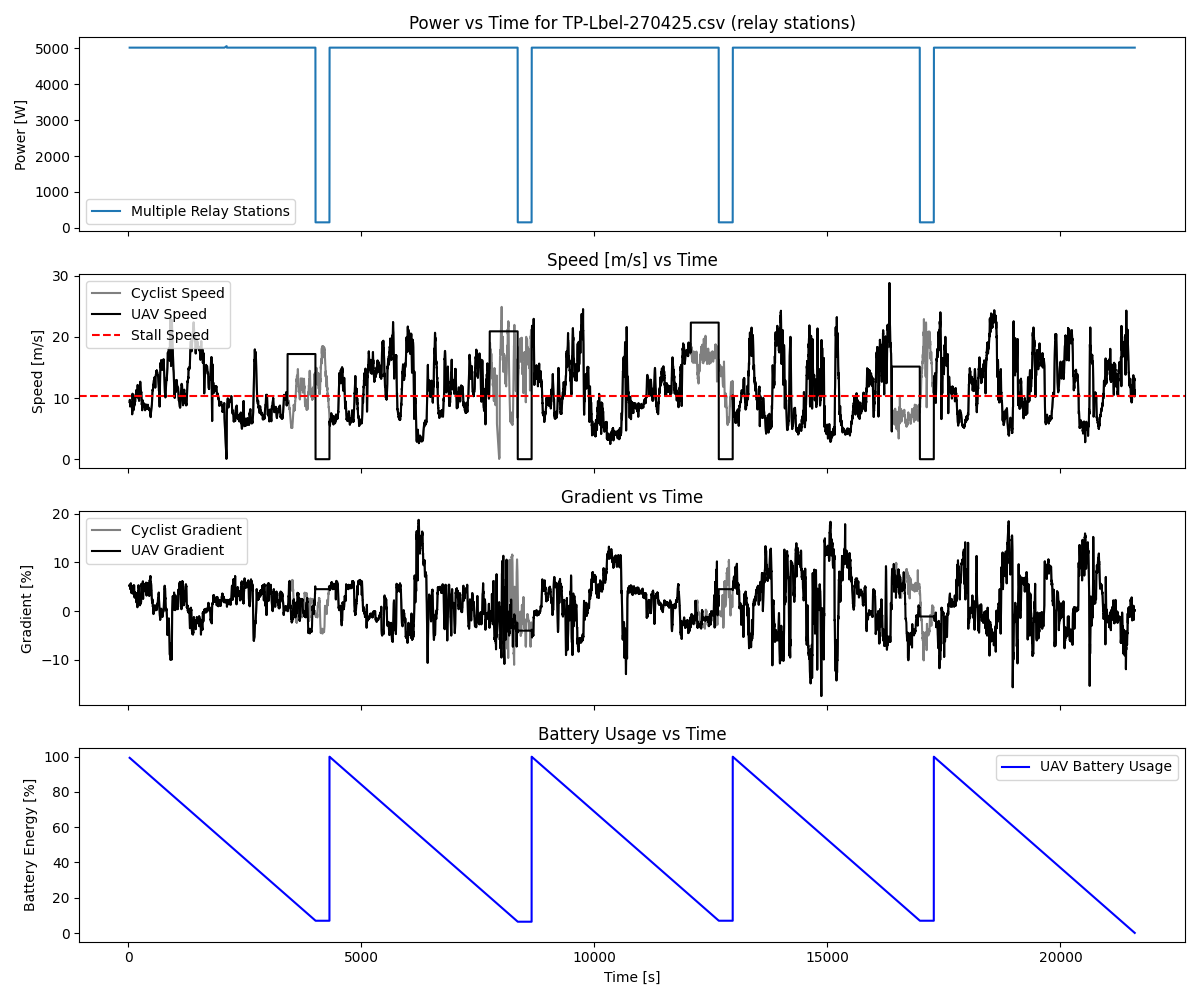 Power vs Time for TP-Lbel-270425.csv (relay stations)
5000
4000
3000
2000
1000
0
Power [W]
Multiple Relay Stations
Speed [m/s] vs Time
30
20
10
0
Speed [m/s]
Cyclist Speed
UAV Speed
Stall Speed
Gradient vs Time
20
10
0
−10
Gradient [%]
Cyclist Gradient
UAV Gradient
Battery Usage vs Time
100
80
60
40
20
0
Battery Energy [%]
UAV Battery Usage
0 5000 10000 15000 20000
Time [s]